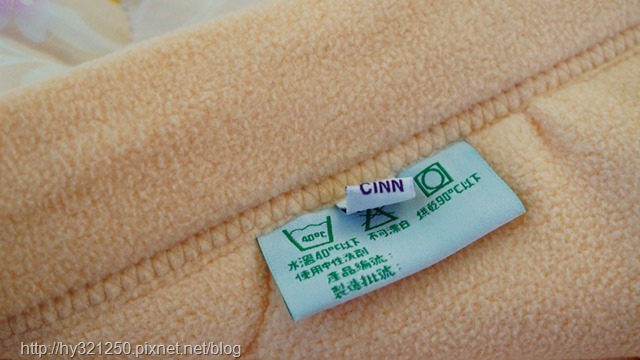 CINN
40°C
水溫40°C以下 不可漂白 烘乾90°C以下
使用中性洗劑
產品編號:
製造批號:
http://hy321250.pixnet.net/blog